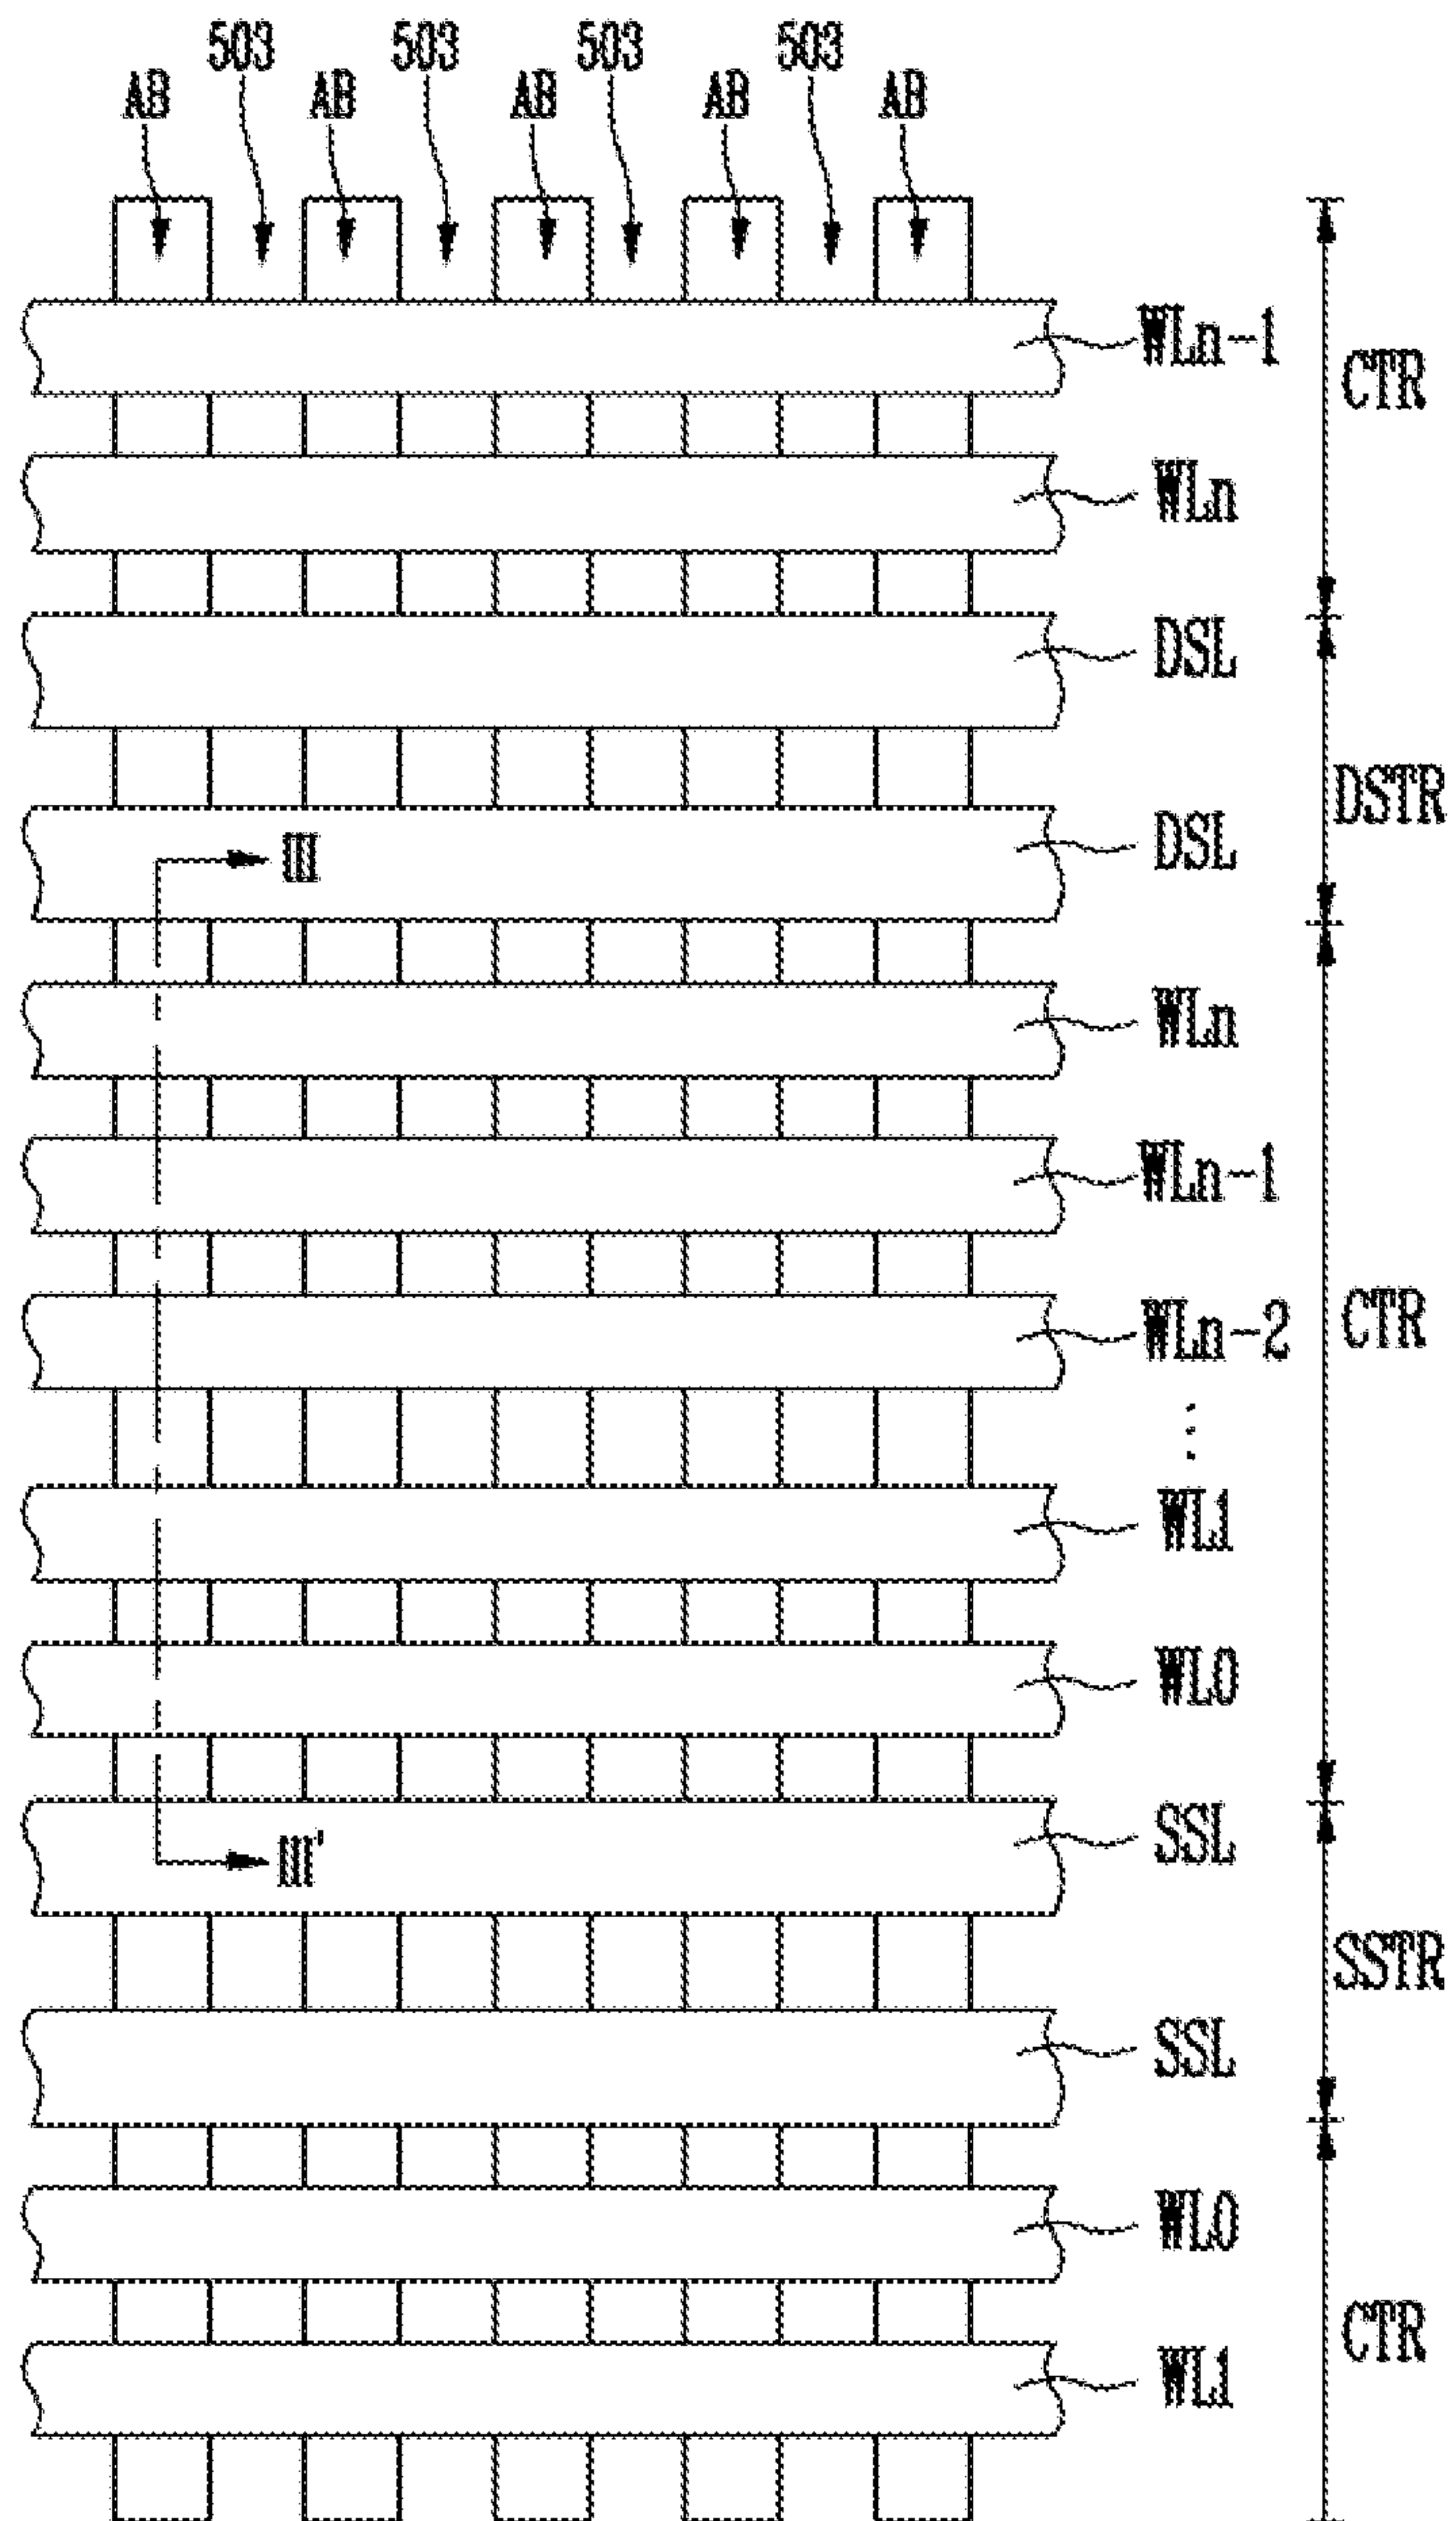 503 503 503 503
AB AB AB AB AB
WLn-1
CTR
WLn
DSL
DSTR
DSL
III
WLn
WLn-1
CTR
WLn-2
⋮
WL1
WL0
SSL
III'
SSTR
SSL
WL0
CTR
WL1